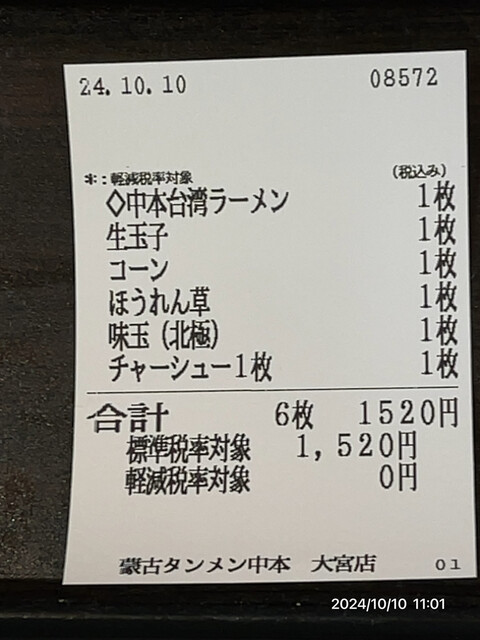 24.10.10 08572
*:軽減税率対象 (税込み)
◇中本台湾ラーメン 1枚
生玉子 1枚
コーン 1枚
ほうれん草 1枚
味玉(北極) 1枚
チャーシュー1枚 1枚
合計 6枚 1520円
標準税率対象 1,520円
軽減税率対象 0円
蒙古タンメン中本 大宮店 01
2024/10/10 11:01